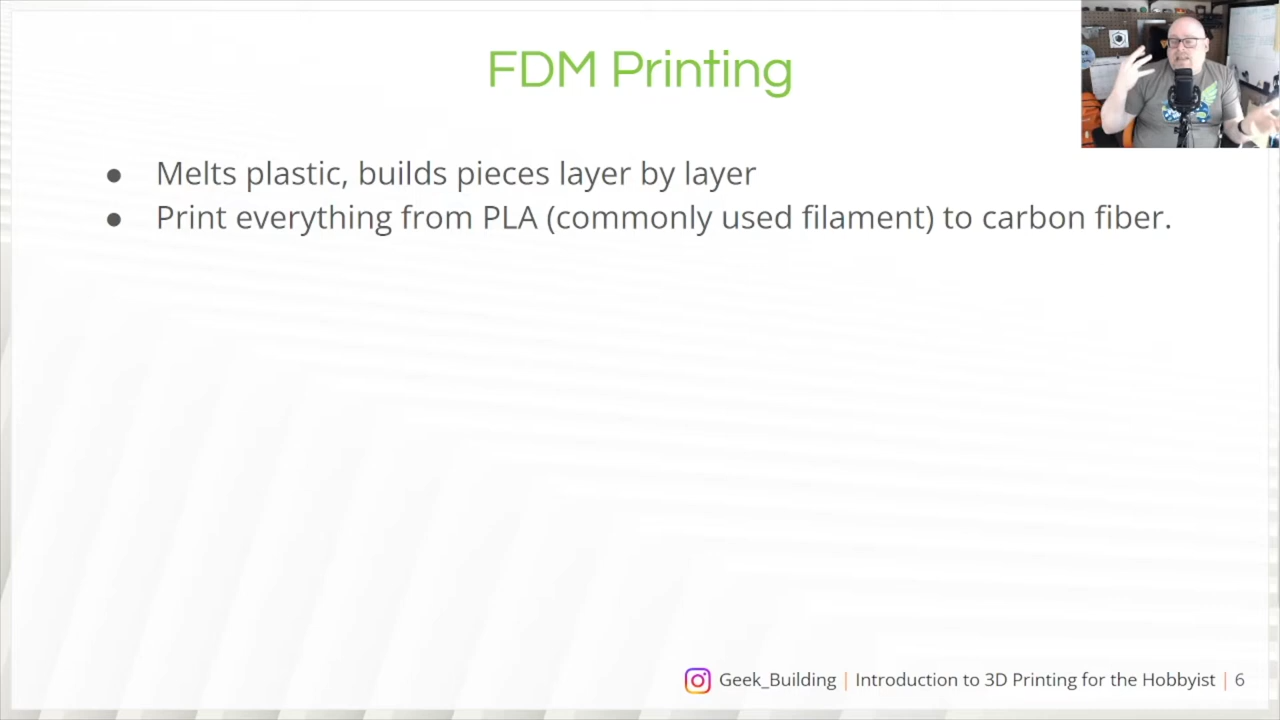 FDM Printing
● Melts plastic, builds pieces layer by layer
● Print everything from PLA (commonly used filament) to carbon fiber.
Geek_Building | Introduction to 3D Printing for the Hobbyist | 6